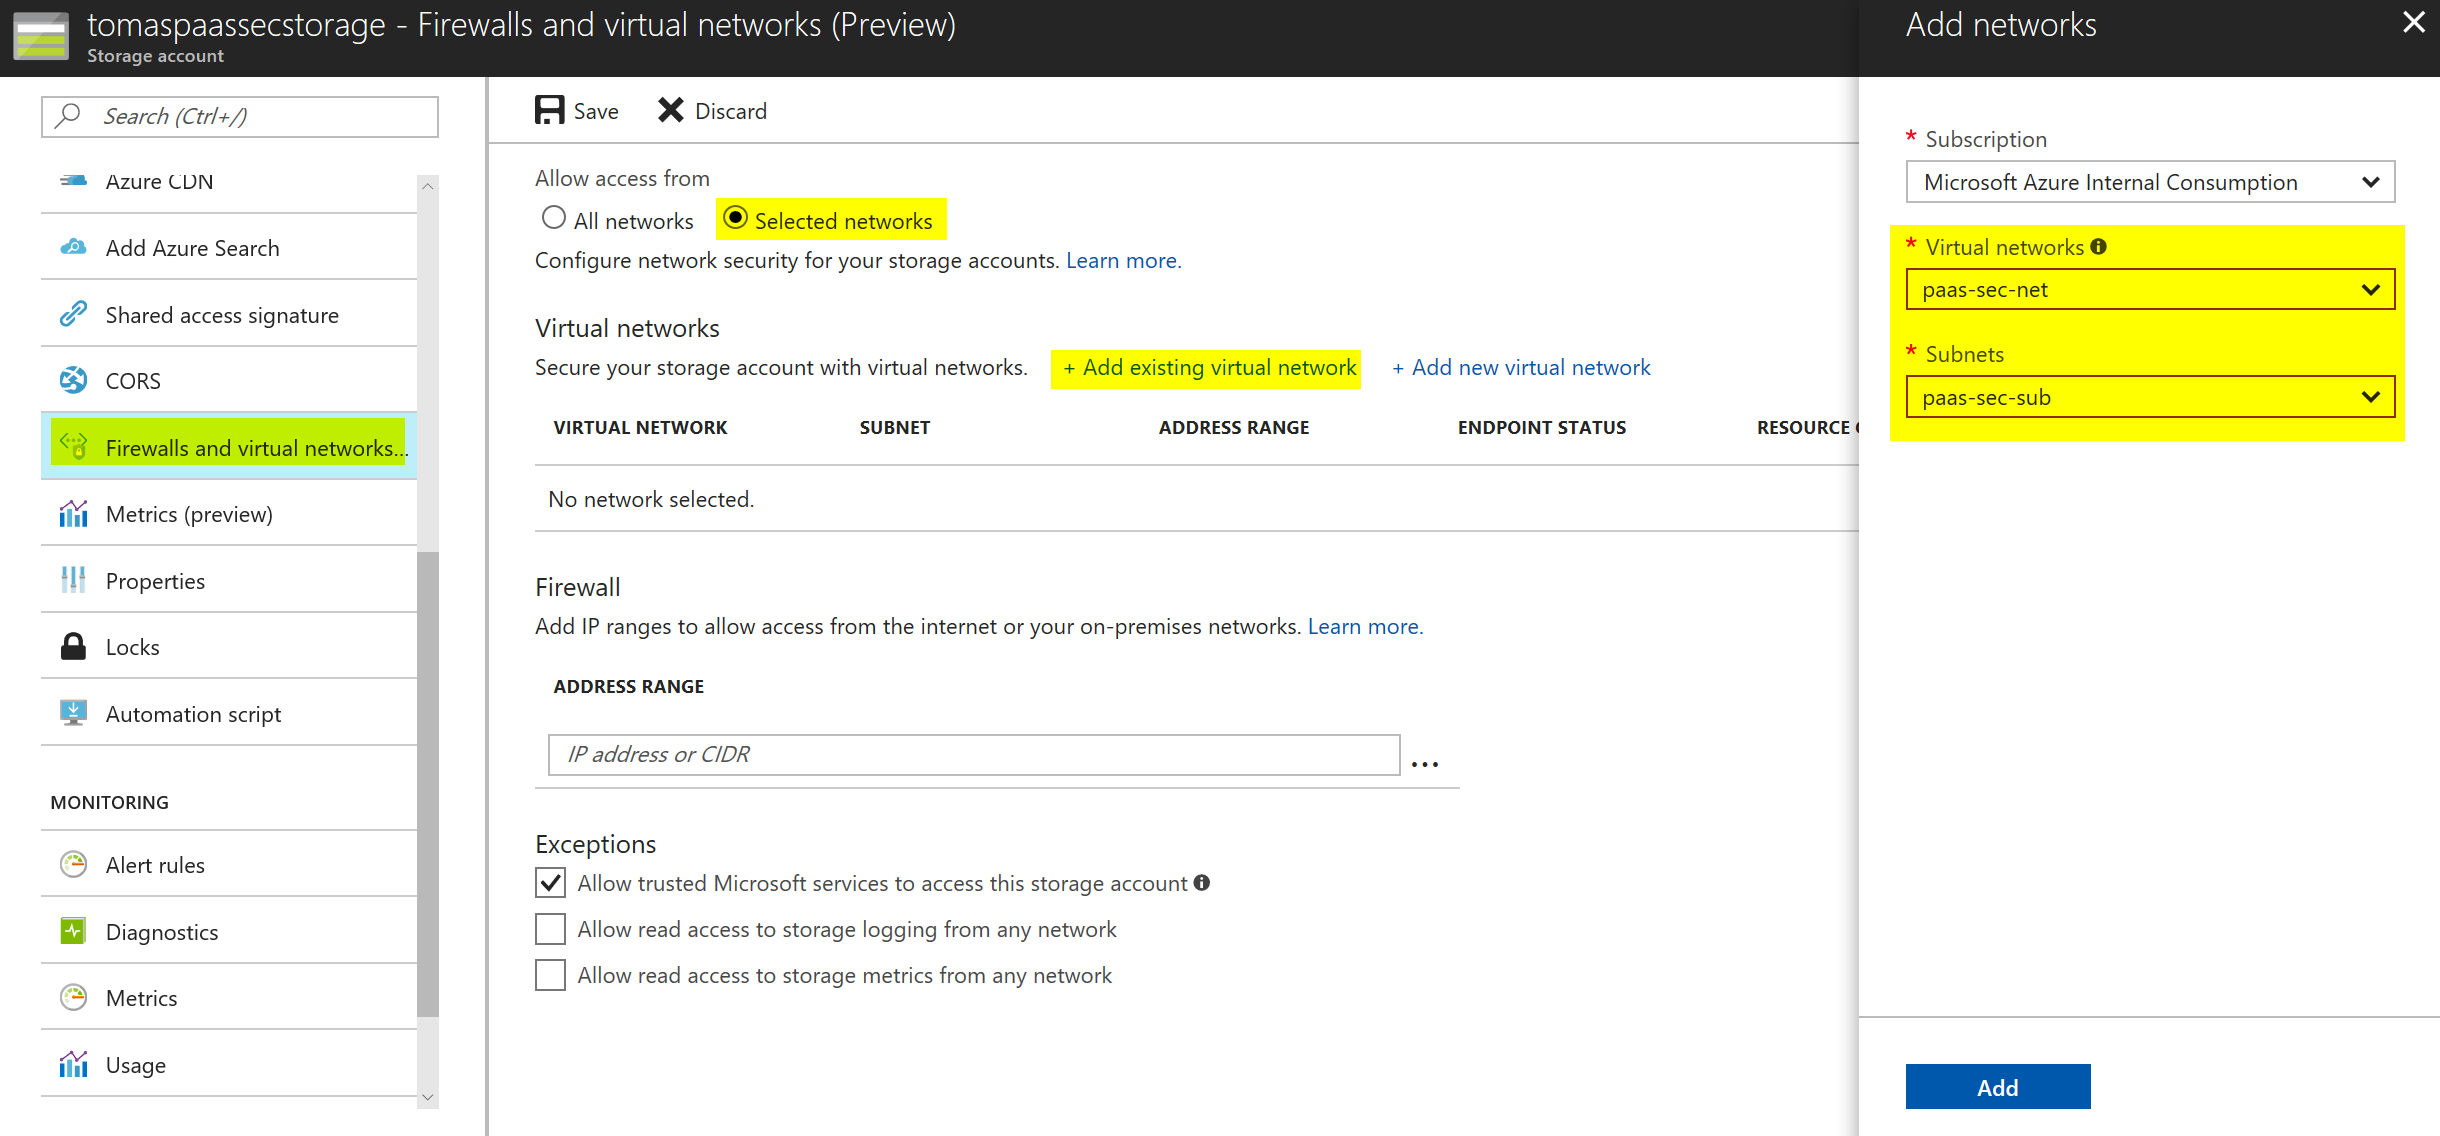 tomaspaassecstorage - Firewalls and virtual networks (Preview)
Storage account
Search (Ctrl+/)
Azure CDN
Add Azure Search
Shared access signature
CORS
Firewalls and virtual networks...
Metrics (preview)
Properties
Locks
Automation script
MONITORING
Alert rules
Diagnostics
Metrics
Usage
Save Discard
Allow access from
All networks Selected networks
Configure network security for your storage accounts. Learn more.
Virtual networks
Secure your storage account with virtual networks. + Add existing virtual network + Add new virtual network
VIRTUAL NETWORK SUBNET ADDRESS RANGE ENDPOINT STATUS RESOURCE
No network selected.
Firewall
Add IP ranges to allow access from the internet or your on-premises networks. Learn more.
ADDRESS RANGE
IP address or CIDR ...
Exceptions
Allow trusted Microsoft services to access this storage account
Allow read access to storage logging from any network
Allow read access to storage metrics from any network
Add networks
* Subscription
Microsoft Azure Internal Consumption
* Virtual networks
paas-sec-net
* Subnets
paas-sec-sub
Add